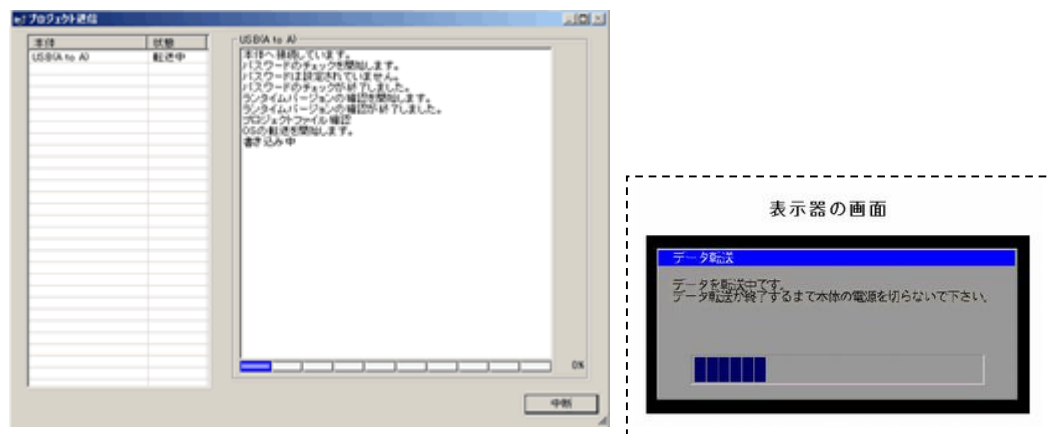 プロジェクト送信
本体
状態
USB(A to A)
転送中
USB(A to A)
本体へ接続しています。
パスワードのチェックを開始します。
パスワードは設定されていません。
パスワードのチェックが終了しました。
ランタイムバージョンの確認を開始します。
ランタイムバージョンの確認が終了しました。
プロジェクトファイル確認
OSの転送を開始します。
書き込み中
0%
中断
表示器の画面
データ転送
データを転送中です。
データ転送が終了するまで本体の電源を切らないで下さい。